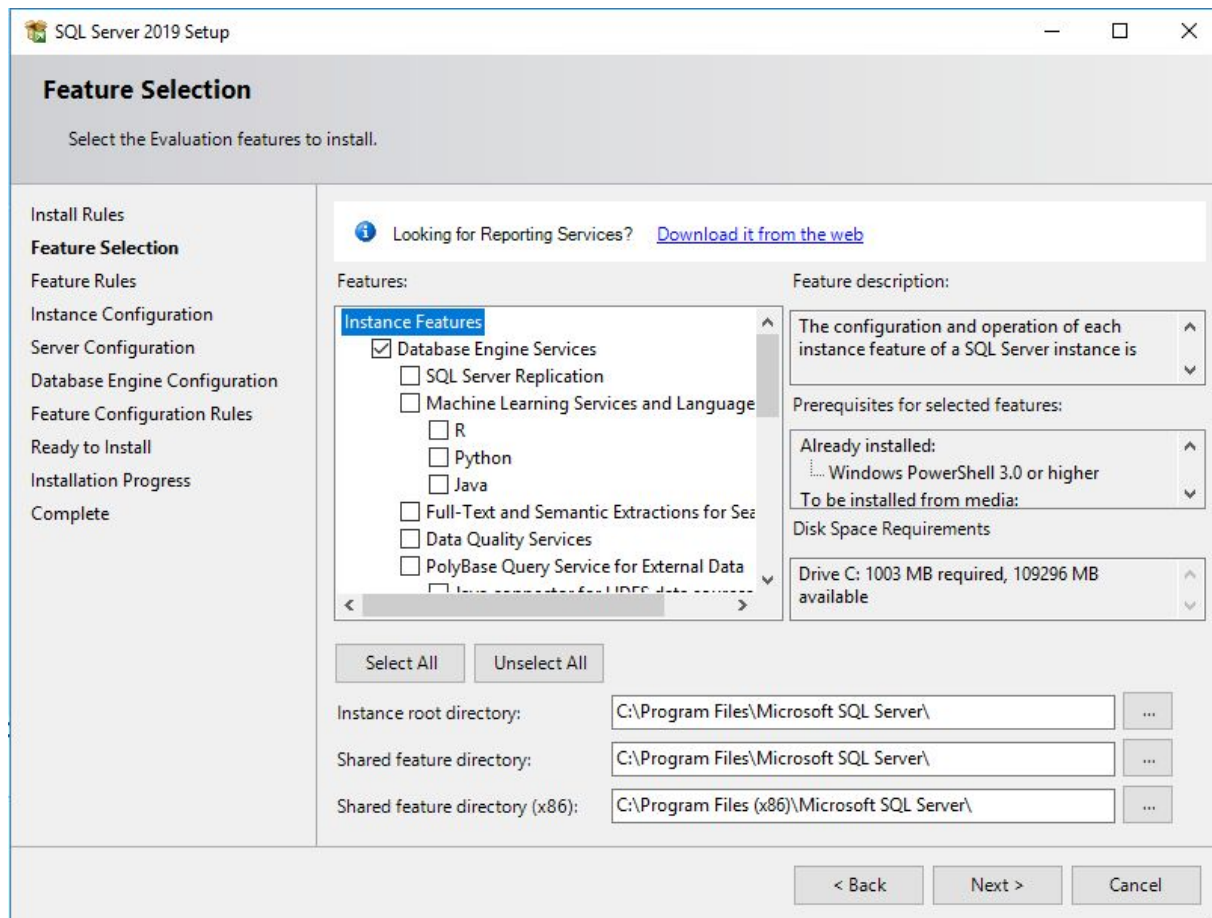 SQL Server 2019 Setup
Feature Selection
Select the Evaluation features to install.
Install Rules
Feature Selection
Feature Rules
Instance Configuration
Server Configuration
Database Engine Configuration
Feature Configuration Rules
Ready to Install
Installation Progress
Complete
Looking for Reporting Services? Download it from the web
Features:
Instance Features
Database Engine Services
SQL Server Replication
Machine Learning Services and Language
R
Python
Java
Full-Text and Semantic Extractions for Sea
Data Quality Services
PolyBase Query Service for External Data
Java connector for HDFS data sources
Feature description:
The configuration and operation of each
instance feature of a SQL Server instance is
Prerequisites for selected features:
Already installed:
Windows PowerShell 3.0 or higher
To be installed from media:
Disk Space Requirements
Drive C: 1003 MB required, 109296 MB
available
Select All
Unselect All
Instance root directory:
C:\Program Files\Microsoft SQL Server\
...
Shared feature directory:
C:\Program Files\Microsoft SQL Server\
...
Shared feature directory (x86):
C:\Program Files (x86)\Microsoft SQL Server\
...
< Back
Next >
Cancel